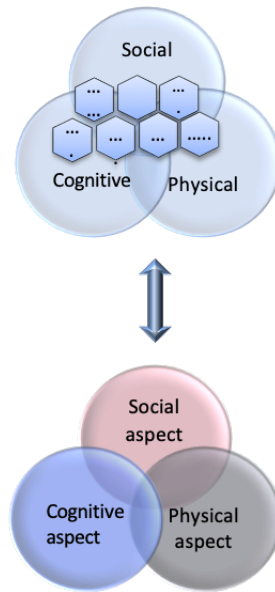 Social
...
...
...
.
...
.
...
.
...
.....
Cognitive
Physical
Social
aspect
Cognitive
aspect
Physical
aspect